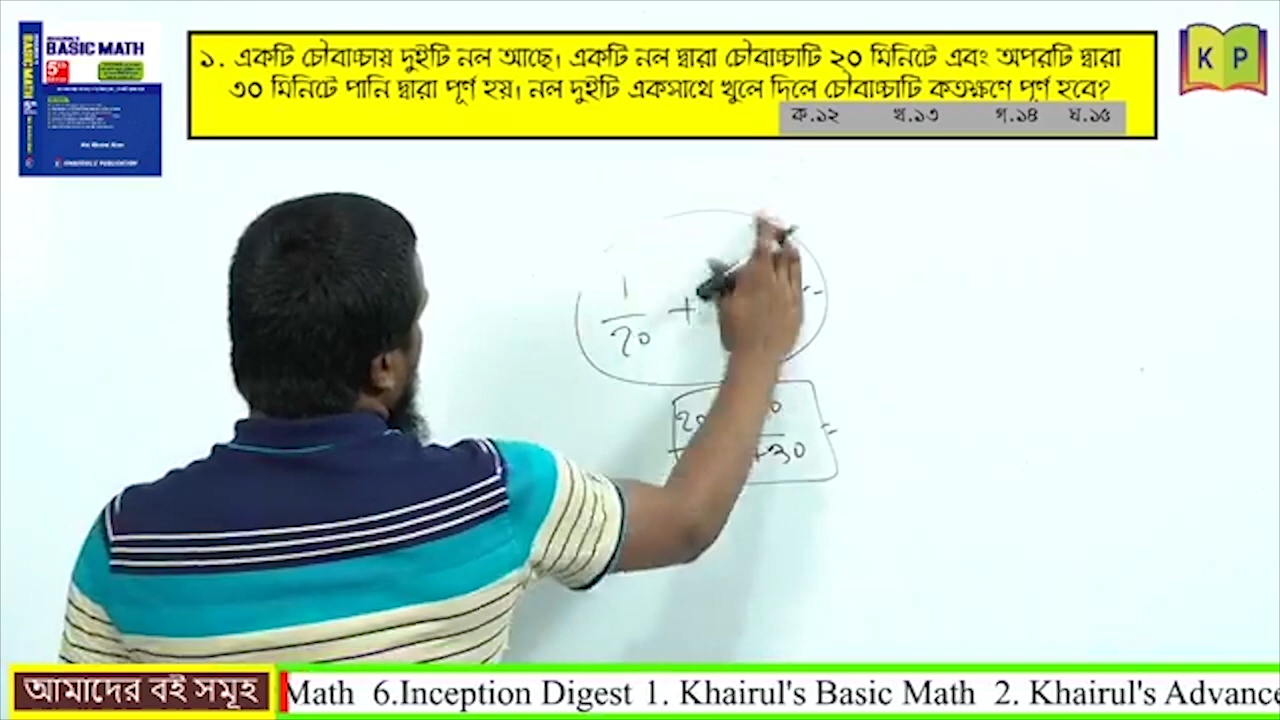 BASIC MATH
5th
১. একটি চৌবাচ্চায় দুইটি নল আছে। একটি নল দ্বারা চৌবাচ্চাটি ২০ মিনিটে এবং অপরটি দ্বারা
৩০ মিনিটে পানি দ্বারা পূর্ণ হয়। নল দুইটি একসাথে খুলে দিলে চৌবাচ্চাটি কতক্ষণে পূর্ণ হবে?
ক.১২ খ.১৩ গ.১৪ ঘ.১৫
K P
1
20 +
+30
আমাদের বই সমূহ
Math 6.Inception Digest 1. Khairul's Basic Math 2. Khairul's Advance